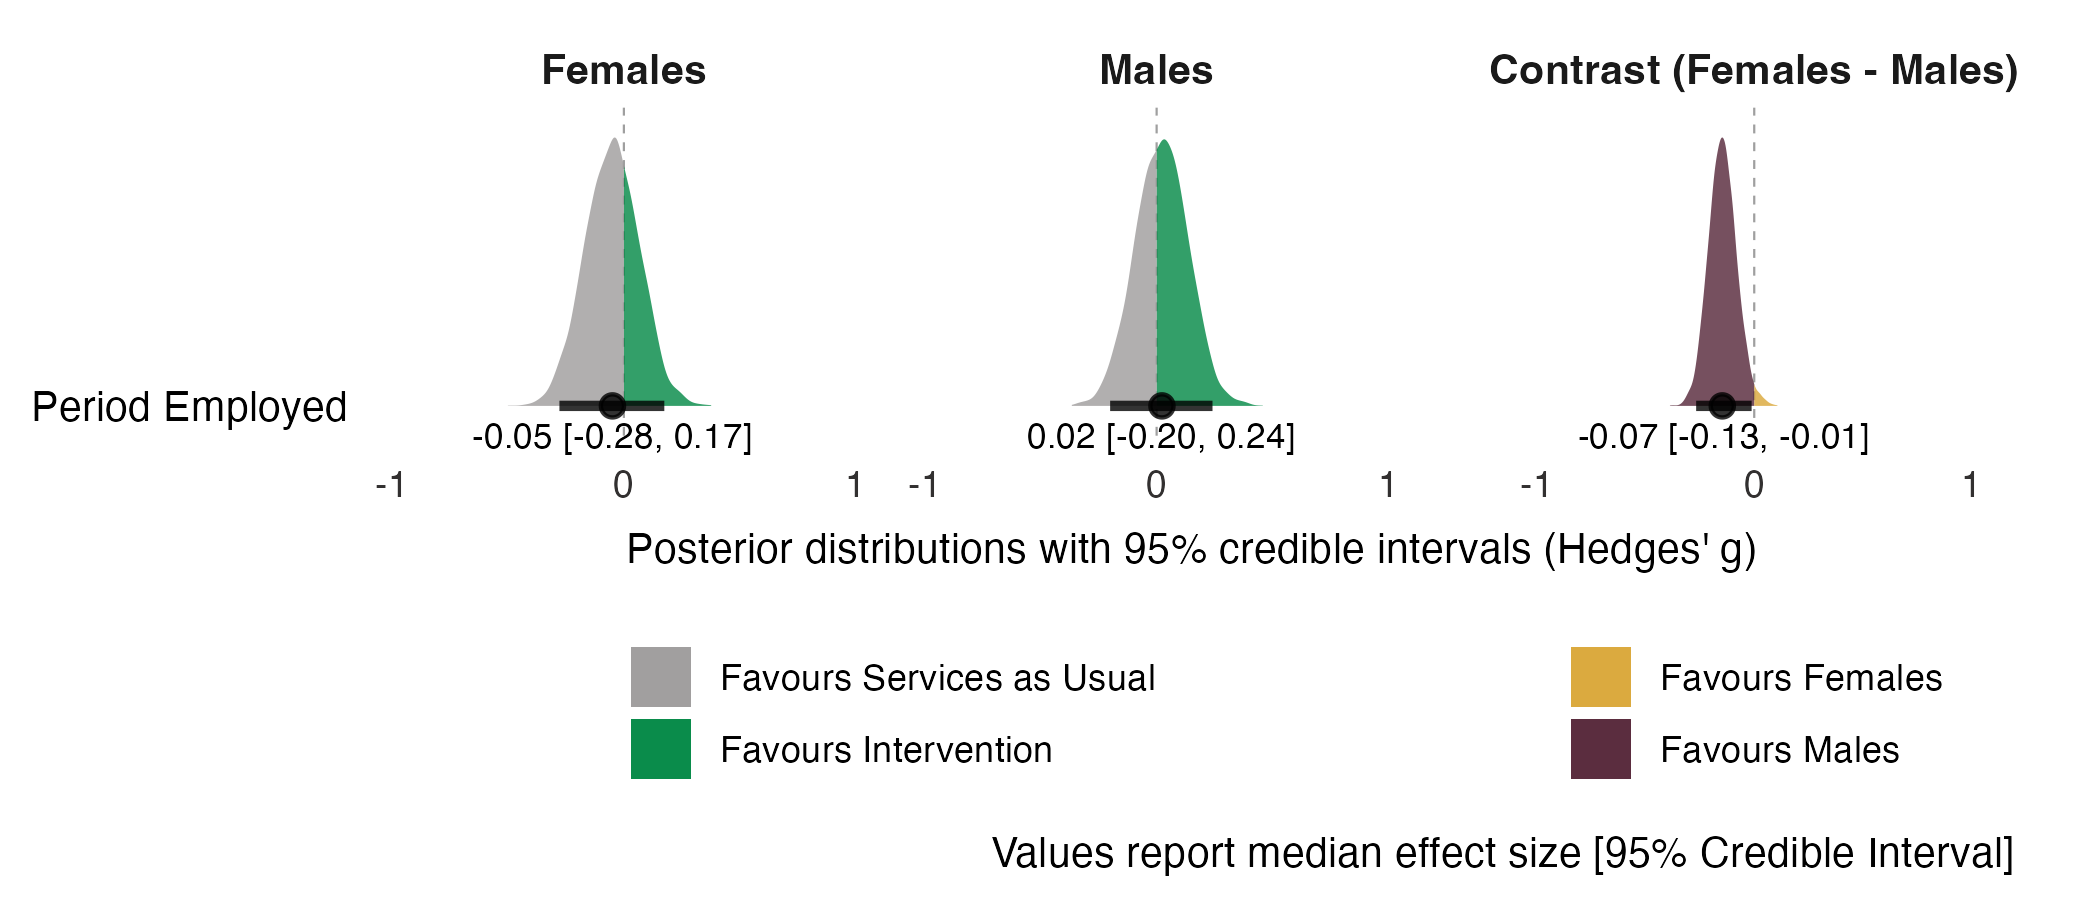 Females Males Contrast (Females - Males)
Period Employed
-0.05 [-0.28, 0.17] 0.02 [-0.20, 0.24] -0.07 [-0.13, -0.01]
-1 0 1 -1 0 1 -1 0 1
Posterior distributions with 95% credible intervals (Hedges' g)
Favours Services as Usual Favours Females
Favours Intervention Favours Males
Values report median effect size [95% Credible Interval]